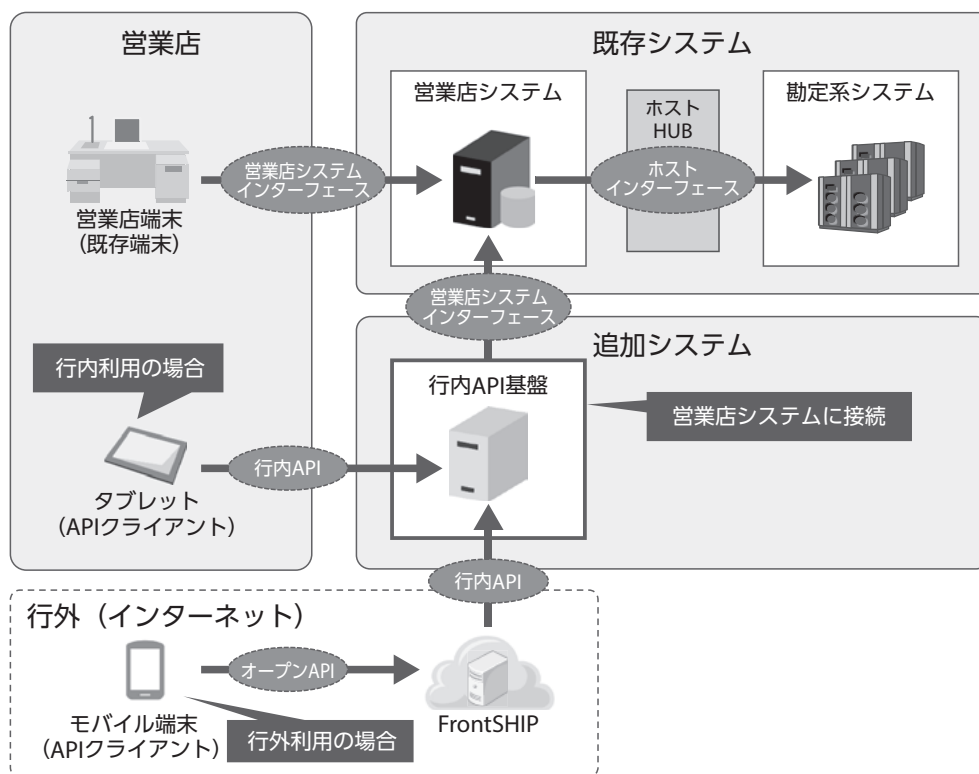 営業店
既存システム
営業店システム
ホスト
HUB
勘定系システム
営業店システム
インターフェース
ホスト
インターフェース
営業店端末
(既存端末)
営業店システム
インターフェース
追加システム
行内利用の場合
行内API基盤
営業店システムに接続
行内API
タブレット
(APIクライアント)
行内API
行外（インターネット）
オープンAPI
モバイル端末
(APIクライアント)
行外利用の場合
FrontSHIP